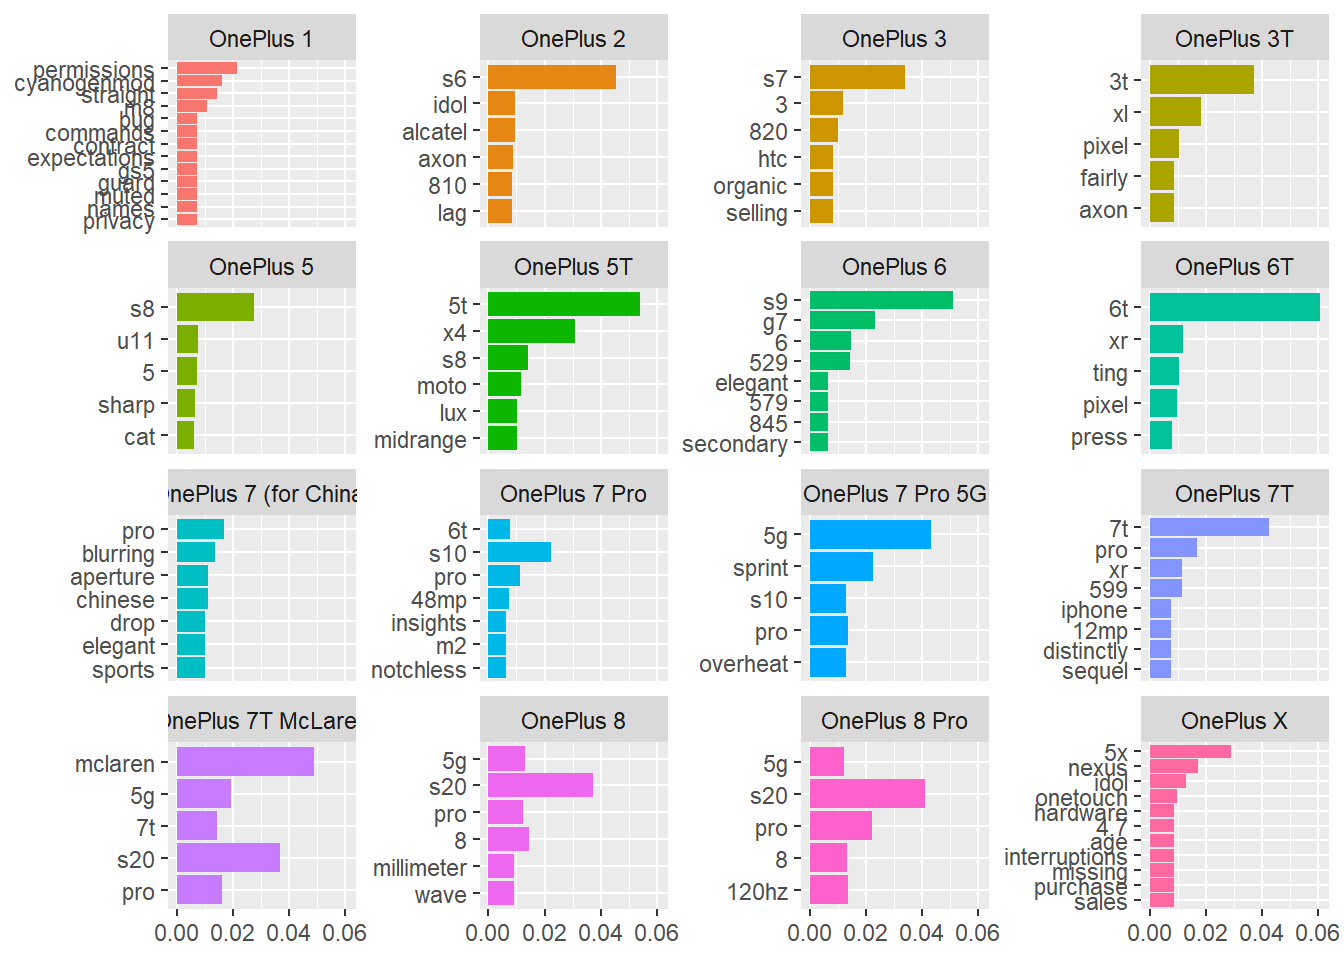 OnePlus 1
permissions
cyanogenmod
straight
m8
bug
commands
contract
expectations
gs5
guard
muted
names
privacy
OnePlus 2
s6
idol
alcatel
axon
810
lag
OnePlus 3
s7
3
820
htc
organic
selling
OnePlus 3T
3t
xl
pixel
fairly
axon
OnePlus 5
s8
u11
5
sharp
cat
OnePlus 5T
5t
x4
s8
moto
lux
midrange
OnePlus 6
s9
g7
6
529
elegant
579
845
secondary
OnePlus 6T
6t
xr
ting
pixel
press
OnePlus 7 (for China
pro
blurring
aperture
chinese
drop
elegant
sports
OnePlus 7 Pro
6t
s10
pro
48mp
insights
m2
notchless
OnePlus 7 Pro 5G
5g
sprint
s10
pro
overheat
OnePlus 7T
7t
pro
xr
599
iphone
12mp
distinctly
sequel
OnePlus 7T McLare
mclaren
5g
7t
s20
pro
0.00 0.02 0.04 0.06
OnePlus 8
5g
s20
pro
8
millimeter
wave
0.00 0.02 0.04 0.06
OnePlus 8 Pro
5g
s20
pro
8
120hz
0.00 0.02 0.04 0.06
OnePlus X
5x
nexus
idol
onetouch
hardware
4.7
age
interruptions
missing
purchase
sales
0.00 0.02 0.04 0.06